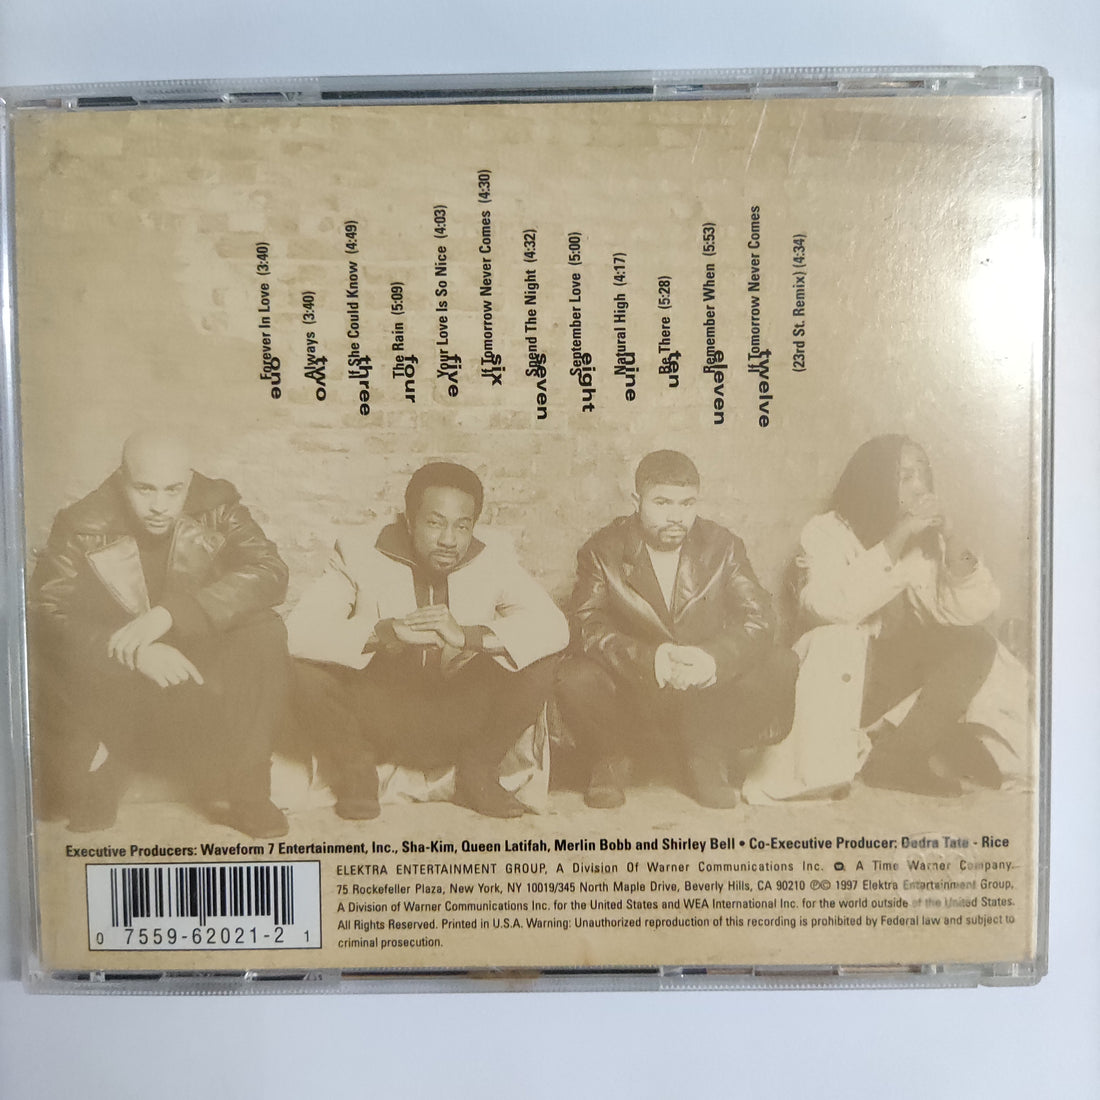 Forever In Love (3:40)
one
Always (3:40)
two
If She Could Know (4:49)
three
The Rain (5:09)
four
Your Love Is So Nice (4:03)
five
If Tomorrow Never Comes (4:30)
six
Spend The Night (4:32)
seven
September Love (5:00)
eight
Natural High (4:17)
nine
Be There (5:28)
ten
Remember When (5:53)
eleven
If Tomorrow Never Comes
twelve
(23rd St. Remix) (4:34)
Executive Producers: Waveform 7 Entertainment, Inc., Sha-Kim, Queen Latifah, Merlin Bobb and Shirley Bell • Co-Executive Producer: Dedra Tate - Rice
ELEKTRA ENTERTAINMENT GROUP, A Division Of Warner Communications Inc. A Time Warner Company.
75 Rockefeller Plaza, New York, NY 10019/345 North Maple Drive, Beverly Hills, CA 90210 ℗© 1997 Elektra Entertainment Group,
A Division of Warner Communications Inc. for the United States and WEA International Inc. for the world outside of the United States.
All Rights Reserved. Printed in U.S.A. Warning: Unauthorized reproduction of this recording is prohibited by Federal law and subject to
criminal prosecution.
0 7559-62021-2 1